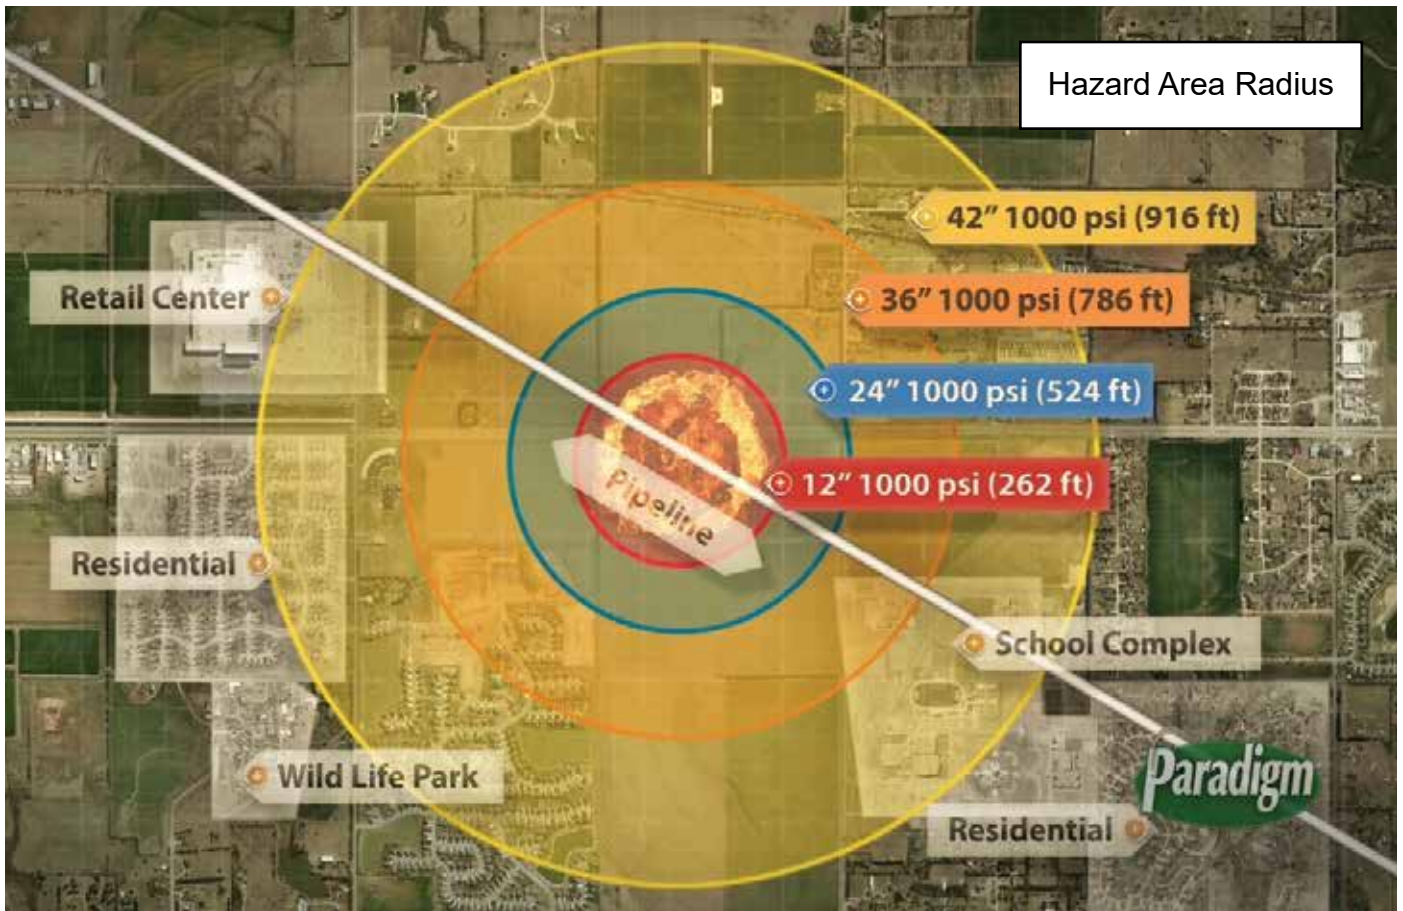 Hazard Area Radius
42” 1000 psi (916 ft)
Retail Center
36” 1000 psi (786 ft)
24” 1000 psi (524 ft)
12” 1000 psi (262 ft)
Pipeline
Residential
School Complex
Wild Life Park
Paradigm
Residential